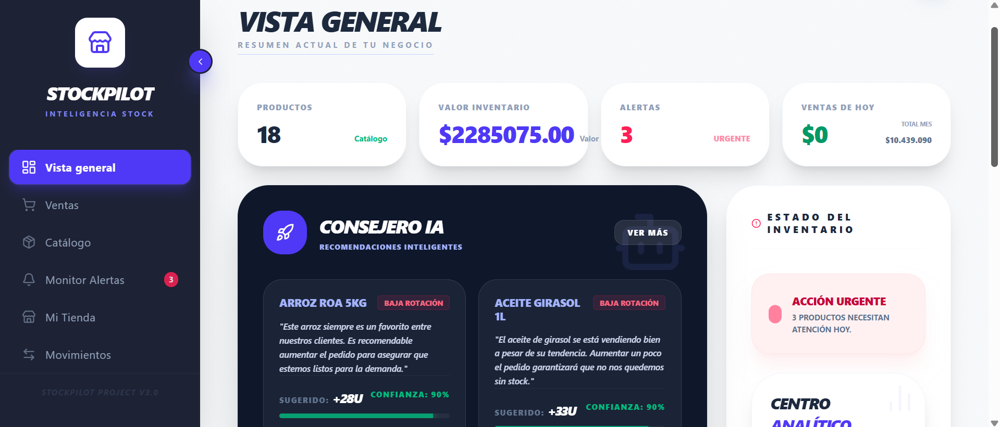 STOCKPILOT
INTELIGENCIA STOCK
Vista general
Ventas
Catálogo
Monitor Alertas 3
Mi Tienda
Movimientos
STOCKPILOT PROJECT V3.0
VISTA GENERAL
RESUMEN ACTUAL DE TU NEGOCIO
PRODUCTOS
18 Catálogo
VALOR INVENTARIO
$2285075.00 Valor
ALERTAS
3 URGENTE
VENTAS DE HOY
TOTAL MES
$0 $10.439.090
CONSEJERO IA
RECOMENDACIONES INTELIGENTES
VER MÁS
ARROZ ROA 5KG BAJA ROTACIÓN
"Este arroz siempre es un favorito entre
nuestros clientes. Es recomendable
aumentar el pedido para asegurar que
estemos listos para la demanda."
SUGERIDO: +28U CONFIANZA: 90%
ACEITE GIRASOL BAJA ROTACIÓN
1L
"El aceite de girasol se está vendiendo bien
a pesar de su tendencia. Aumentar un poco
el pedido garantizará que no nos quedemos
sin stock."
SUGERIDO: +33U CONFIANZA: 90%
ESTADO DEL
INVENTARIO
ACCIÓN URGENTE
3 PRODUCTOS NECESITAN
ATENCIÓN HOY.
CENTRO
ANALÍTICO